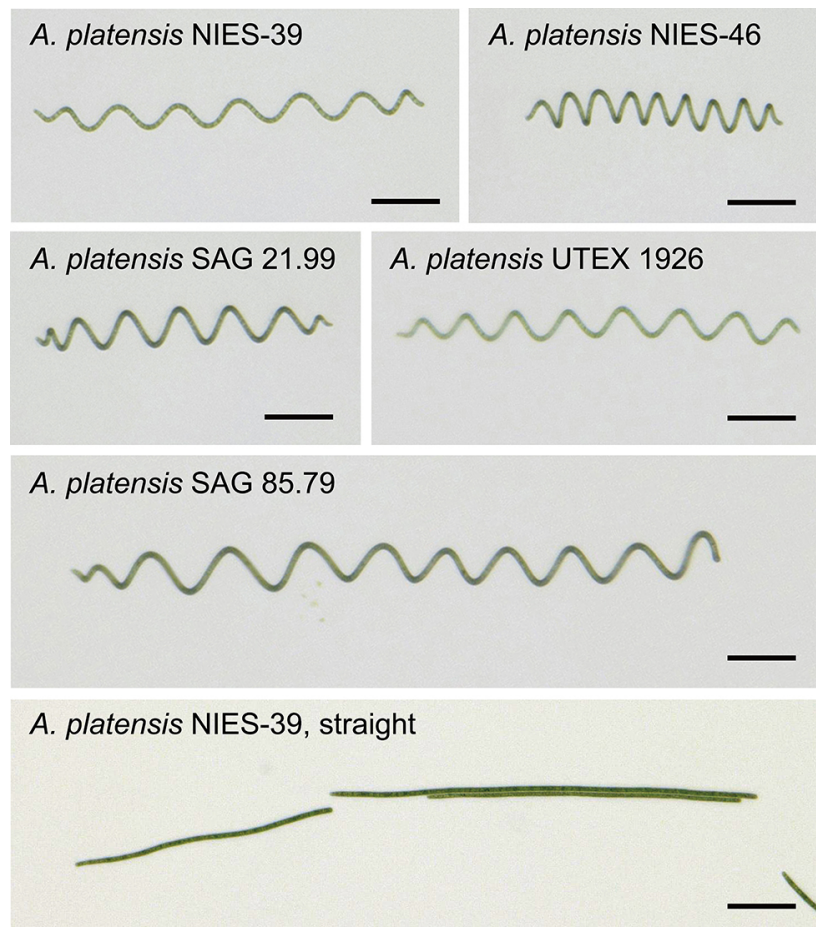 A. platensis NIES-39
A. platensis NIES-46
A. platensis SAG 21.99
A. platensis UTEX 1926
A. platensis SAG 85.79
A. platensis NIES-39, straight